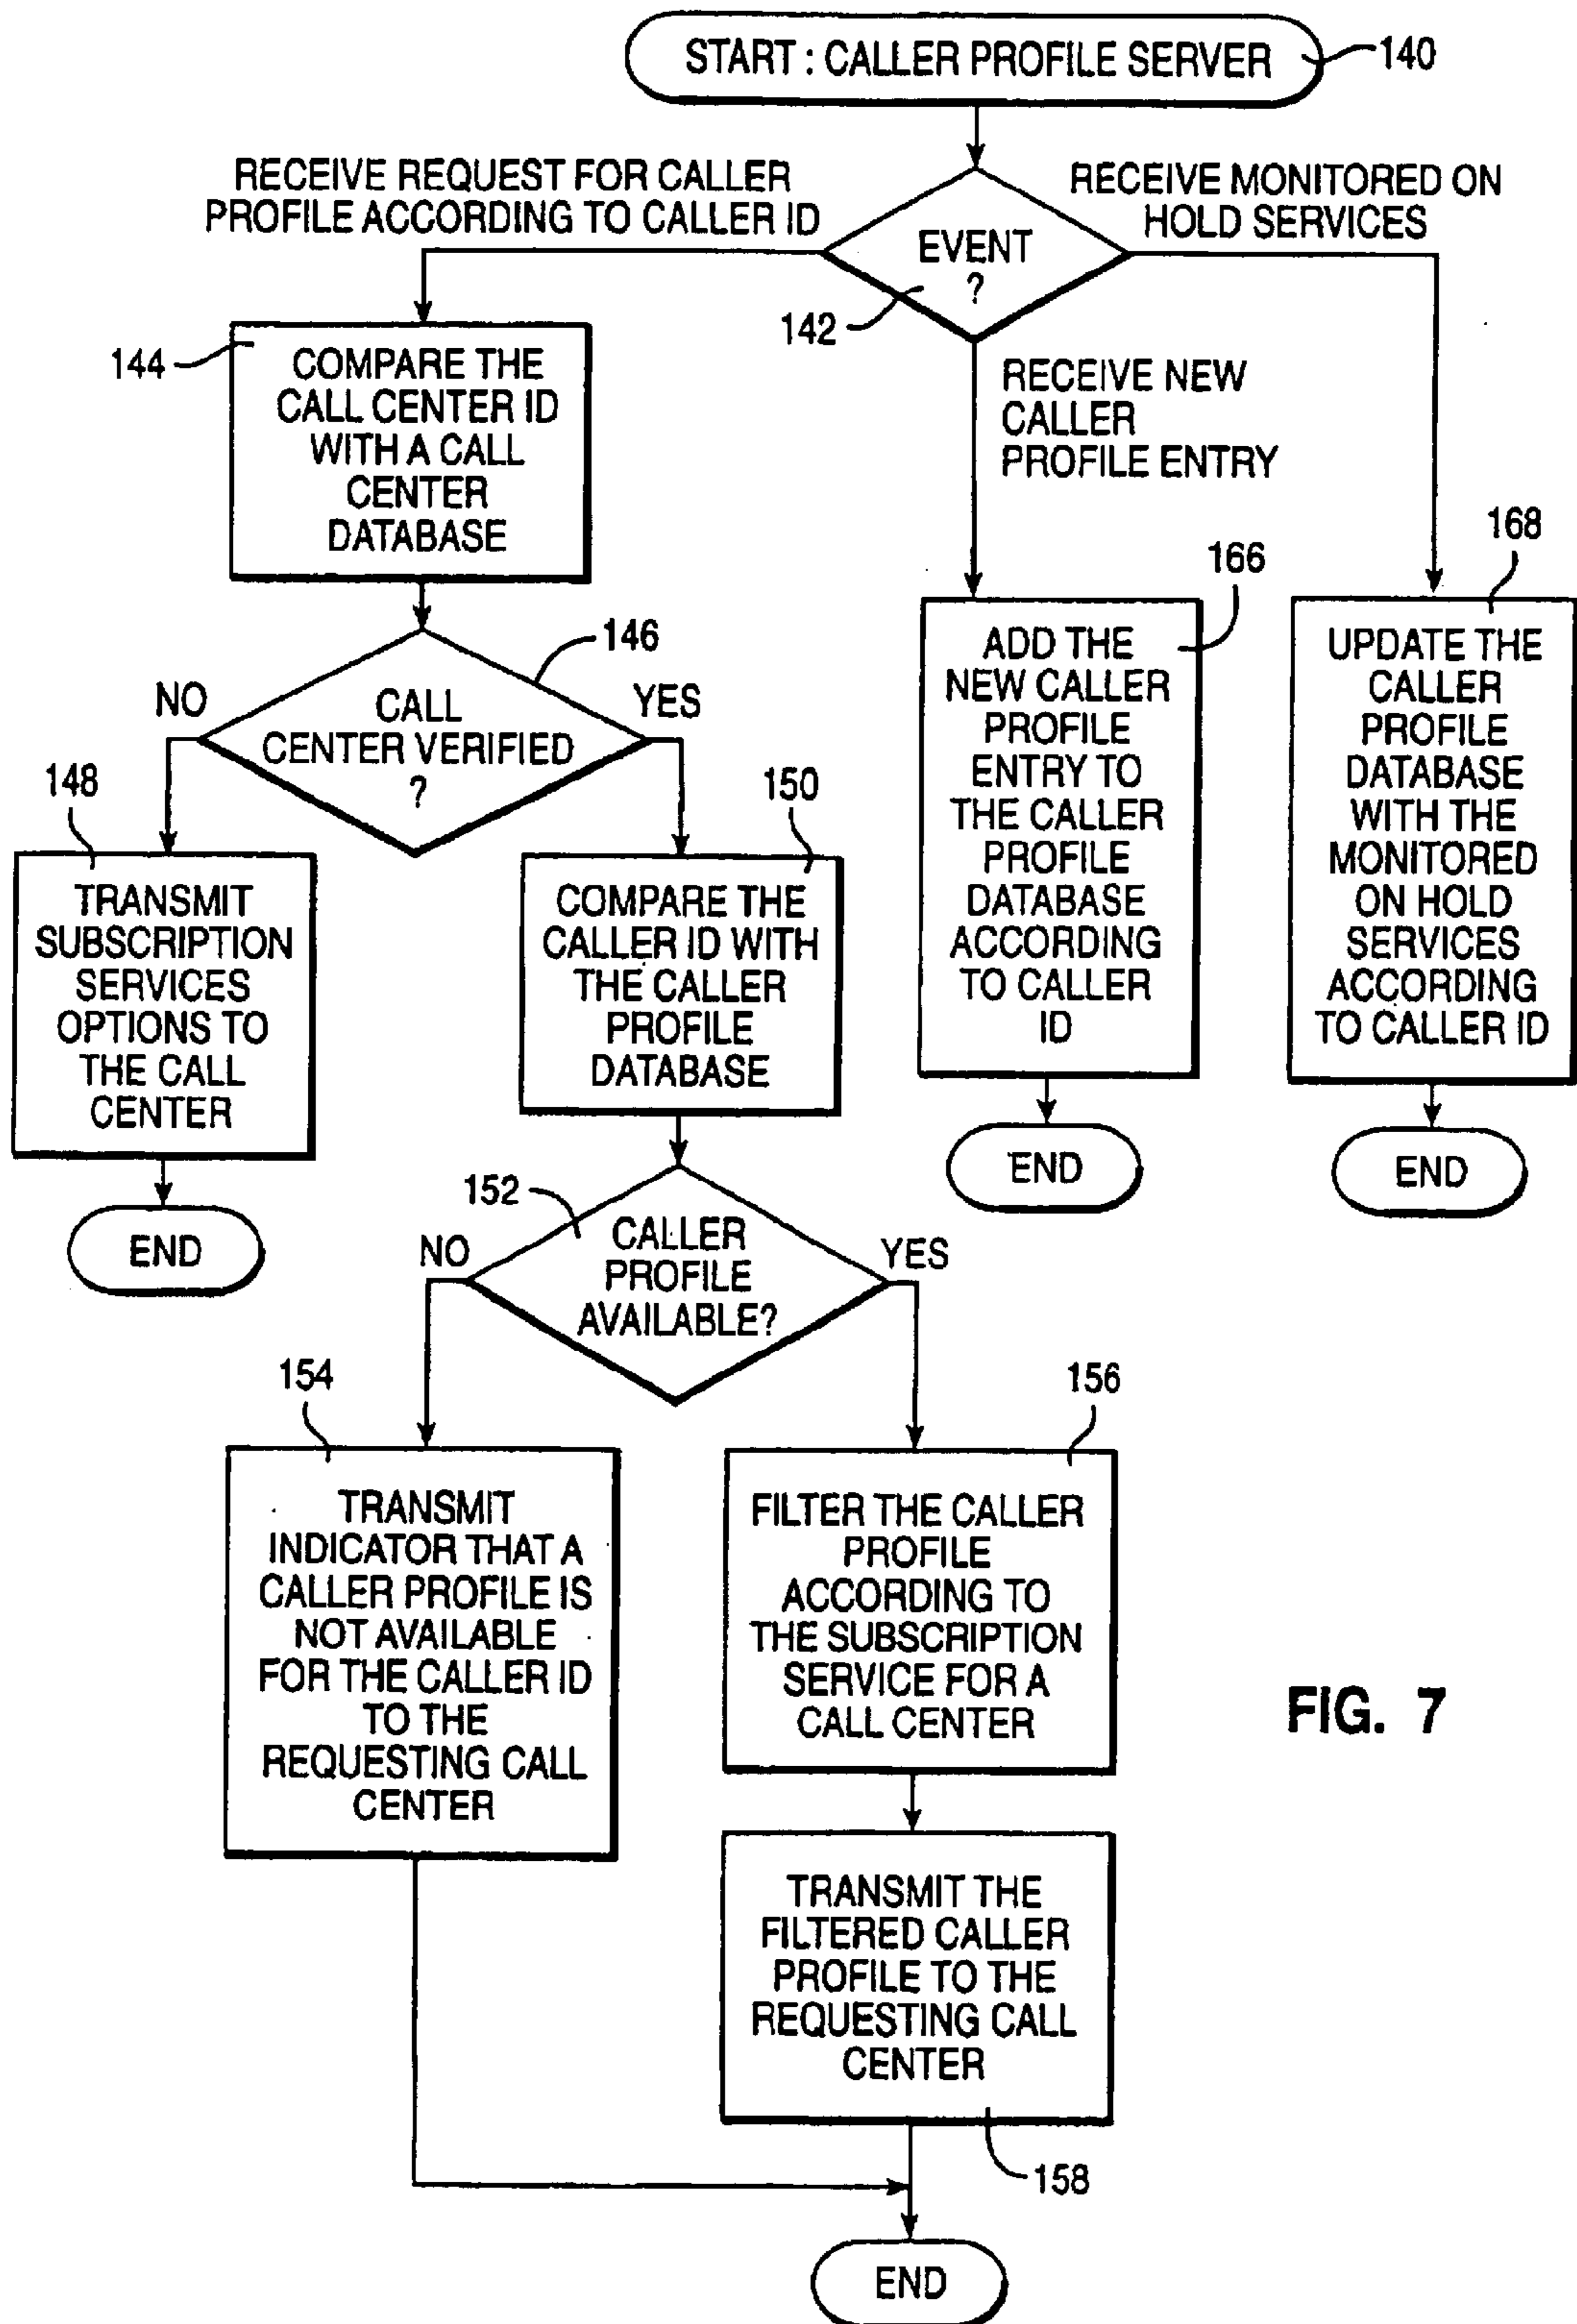 START : CALLER PROFILE SERVER
140
RECEIVE REQUEST FOR CALLER
PROFILE ACCORDING TO CALLER ID
RECEIVE MONITORED ON
HOLD SERVICES
EVENT
?
142
RECEIVE NEW
CALLER
PROFILE ENTRY
144
COMPARE THE
CALL CENTER ID
WITH A CALL
CENTER
DATABASE
146
NO
YES
CALL
CENTER VERIFIED
?
148
TRANSMIT
SUBSCRIPTION
SERVICES
OPTIONS TO
THE CALL
CENTER
END
150
COMPARE THE
CALLER ID WITH
THE CALLER
PROFILE
DATABASE
166
ADD THE
NEW CALLER
PROFILE
ENTRY TO
THE CALLER
PROFILE
DATABASE
ACCORDING
TO CALLER
ID
END
168
UPDATE THE
CALLER
PROFILE
DATABASE
WITH THE
MONITORED
ON HOLD
SERVICES
ACCORDING
TO CALLER ID
END
152
NO
YES
CALLER
PROFILE
AVAILABLE?
154
TRANSMIT
INDICATOR THAT A
CALLER PROFILE IS
NOT AVAILABLE
FOR THE CALLER ID
TO THE
REQUESTING CALL
CENTER
156
FILTER THE CALLER
PROFILE
ACCORDING TO
THE SUBSCRIPTION
SERVICE FOR A
CALL CENTER
TRANSMIT THE
FILTERED CALLER
PROFILE TO THE
REQUESTING CALL
CENTER
158
END
FIG. 7